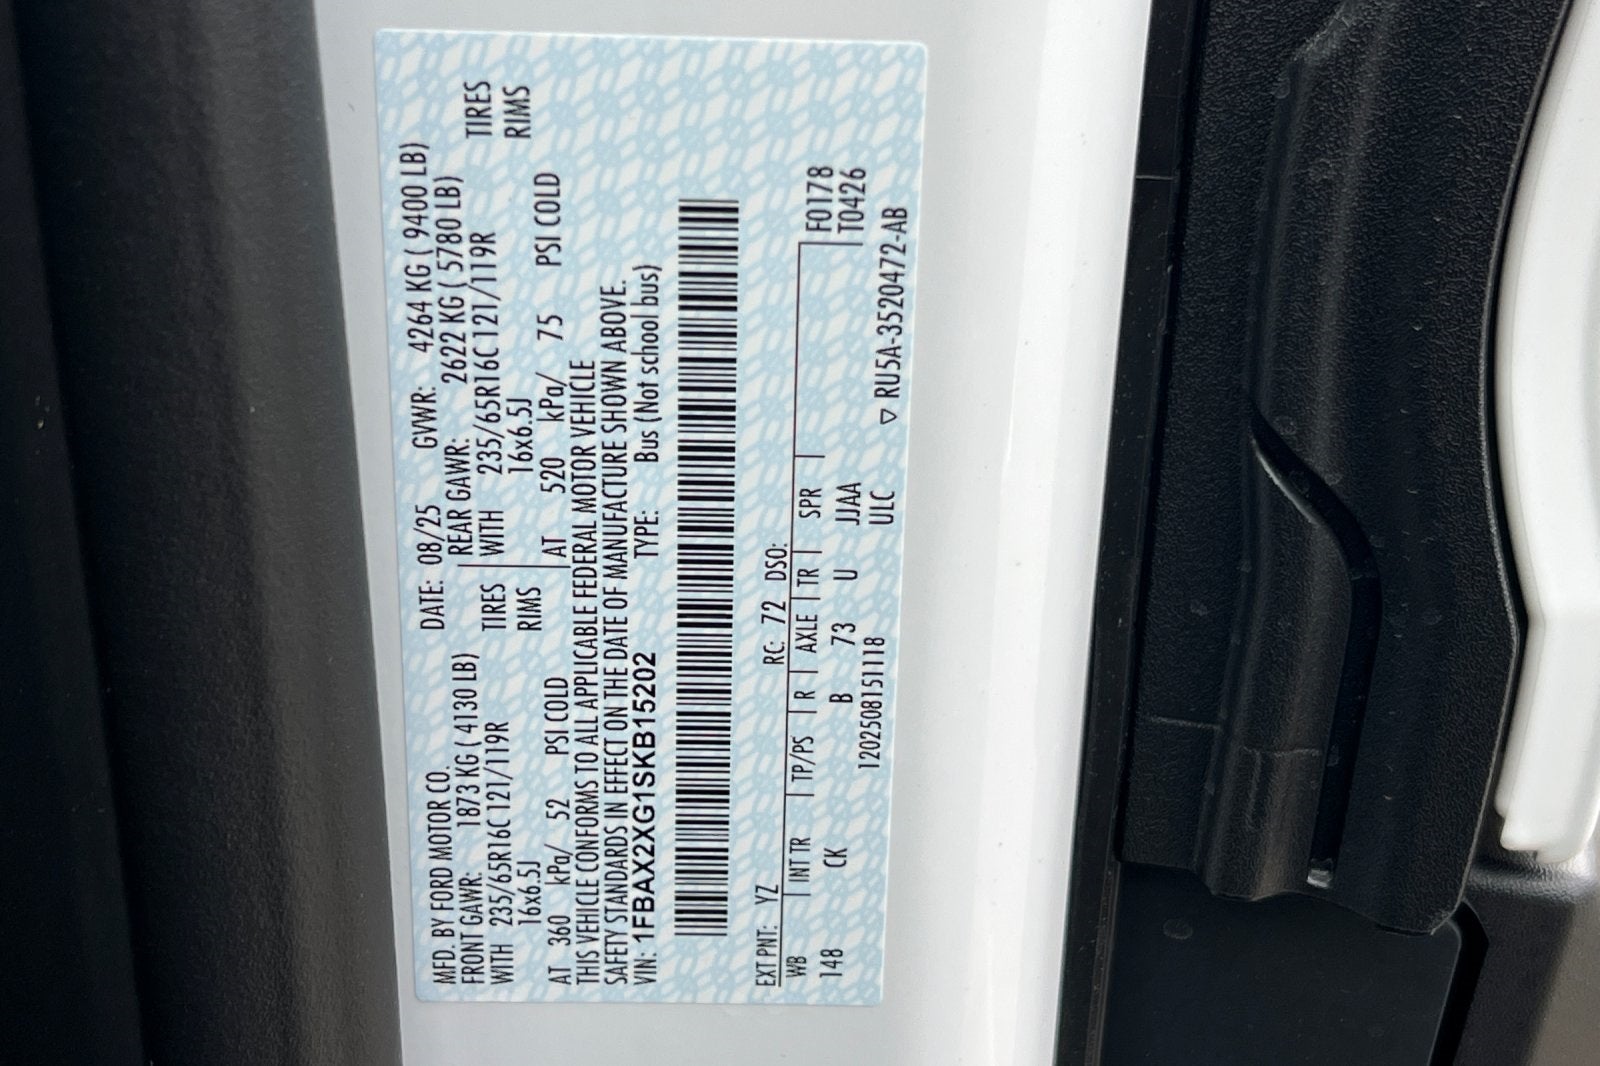 MFD. BY FORD MOTOR CO. DATE: 08/25 GVWR: 4264 KG ( 9400 LB)
FRONT GAWR: 1873 KG ( 4130 LB) REAR GAWR: 2622 KG ( 5780 LB)
WITH 235/65R16C 121/119R TIRES WITH 235/65R16C 121/119R TIRES
16x6.5J RIMS 16x6.5J RIMS
AT 360 kPa/ 52 PSI COLD AT 520 kPa/ 75 PSI COLD
THIS VEHICLE CONFORMS TO ALL APPLICABLE FEDERAL MOTOR VEHICLE
SAFETY STANDARDS IN EFFECT ON THE DATE OF MANUFACTURE SHOWN ABOVE.
VIN: 1FBAX2XG1SKB15202 TYPE: Bus (Not school bus)
EXT PNT: YZ RC: 72 DSO:
WB INT TR TP/PS R AXLE TR SPR F0178
148 CK B 73 U JJAA T0426
1202508151118 ULC ▽ RU5A-3520472-AB